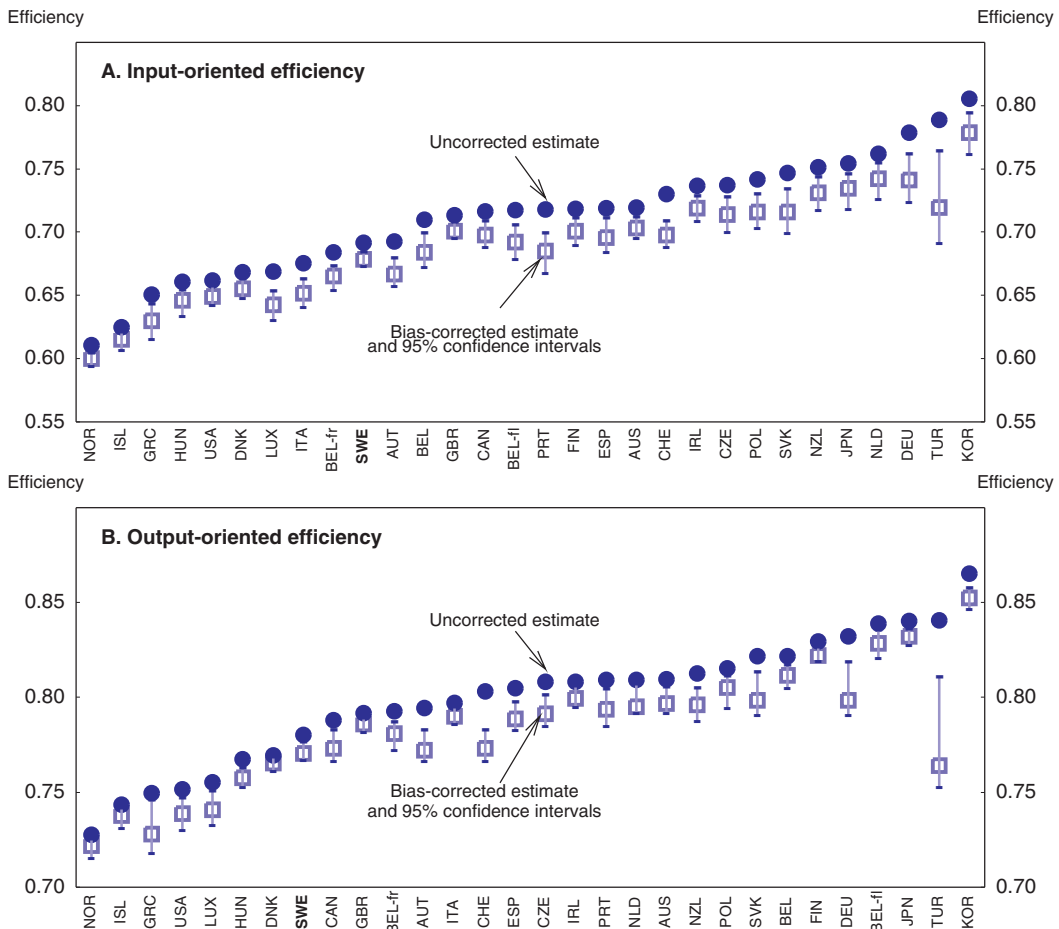 Efficiency Efficiency
A. Input-oriented efficiency
0.80 0.80
Uncorrected estimate
0.75 0.75
0.70 0.70
0.65 0.65
Bias-corrected estimate
and 95% confidence intervals
0.60 0.60
0.55 0.55
NOR ISL GRC HUN USA DNK LUX ITA BEL-fr SWE AUT BEL GBR CAN BEL-fl PRT FIN ESP AUS CHE IRL CZE POL SVK NZL JPN NLD DEU TUR KOR
Efficiency Efficiency
B. Output-oriented efficiency
0.85 0.85
Uncorrected estimate
0.80 0.80
Bias-corrected estimate
and 95% confidence intervals
0.75 0.75
0.70 0.70
NOR ISL GRC USA LUX HUN DNK SWE CAN GBR BEL-fr AUT ITA CHE ESP CZE IRL PRT NLD AUS NZL POL SVK BEL FIN DEU BEL-fl JPN TUR KOR